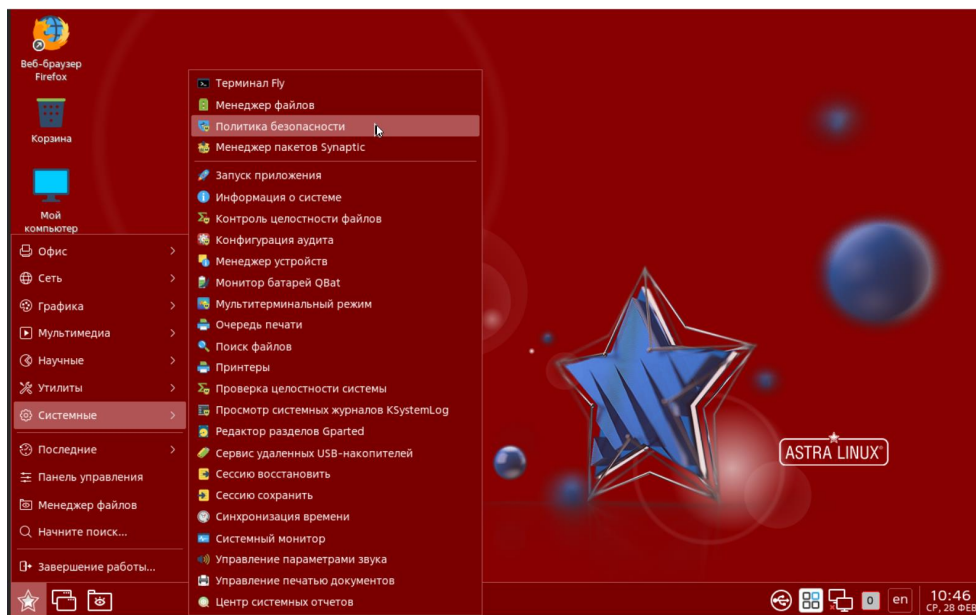 Веб-браузер
Firefox
Корзина
Мой
компьютер
Офис
Сеть
Графика
Мультимедиа
Научные
Утилиты
Системные
Последние
Панель управления
Менеджер файлов
Начните поиск...
Завершение работы...
Терминал Fly
Менеджер файлов
Политика безопасности
Менеджер пакетов Synaptic
Запуск приложения
Информация о системе
Контроль целостности файлов
Конфигурация аудита
Менеджер устройств
Монитор батарей QBat
Мультитерминальный режим
Очередь печати
Поиск файлов
Принтеры
Проверка целостности системы
Просмотр системных журналов KSystemLog
Редактор разделов Gparted
Сервис удаленных USB-накопителей
Сессию восстановить
Сессию сохранить
Синхронизация времени
Системный монитор
Управление параметрами звука
Управление печатью документов
Центр системных отчетов
ASTRA LINUX®
0
en
10:46
СР, 28 ФЕВ